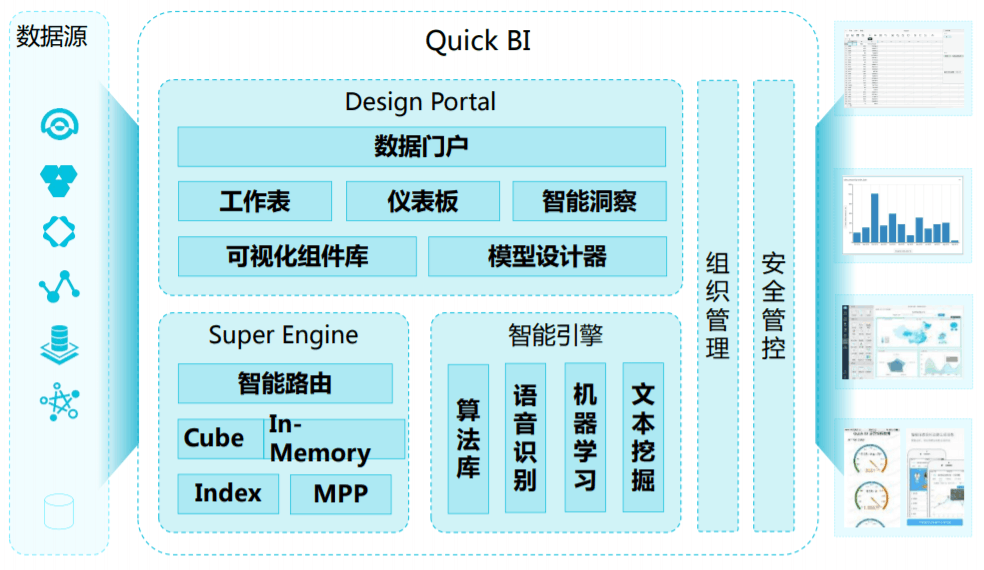 数据源
Quick BI
Design Portal
数据门户
工作表
仪表板
智能洞察
可视化组件库
模型设计器
Super Engine
智能路由
Cube
In-
Memory
Index
MPP
智能引擎
算法库
语音识别
机器学习
文本挖掘
组织管理
安全管控